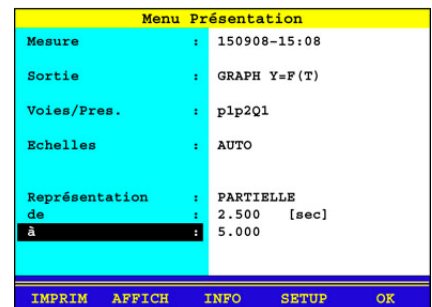 Menu Présentation
Mesure : 150908-15:08
Sortie : GRAPH Y=F(T)
Voies/Pres. : p1p2Q1
Echelles : AUTO
Représentation : PARTIELLE
de : 2.500 [sec]
à : 5.000
IMPRIM AFFICH INFO SETUP OK